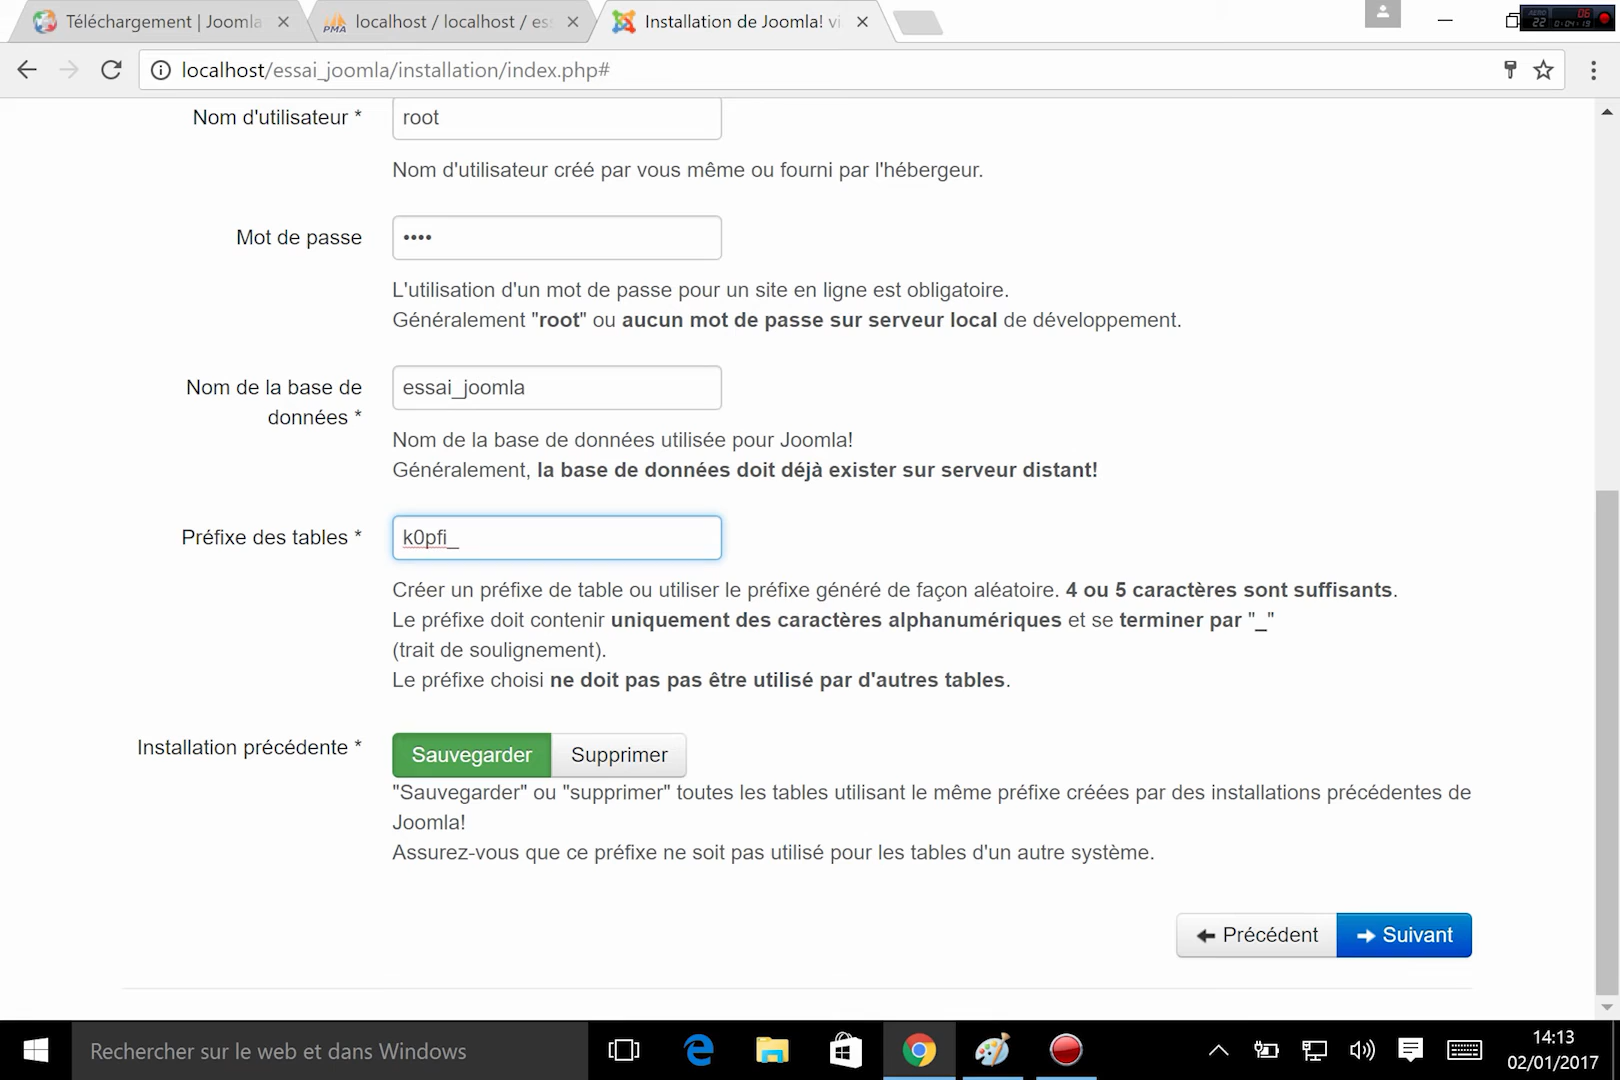 Téléchargement | Joomla
localhost / localhost / es
Installation de Joomla! vi
localhost/essai_joomla/installation/index.php#
Nom d'utilisateur *
root
Nom d'utilisateur créé par vous même ou fourni par l'hébergeur.
Mot de passe
••••
L'utilisation d'un mot de passe pour un site en ligne est obligatoire.
Généralement "root" ou aucun mot de passe sur serveur local de développement.
Nom de la base de
données *
essai_joomla
Nom de la base de données utilisée pour Joomla!
Généralement, la base de données doit déjà exister sur serveur distant!
Préfixe des tables *
k0pfi_
Créer un préfixe de table ou utiliser le préfixe généré de façon aléatoire. 4 ou 5 caractères sont suffisants.
Le préfixe doit contenir uniquement des caractères alphanumériques et se terminer par "_"
(trait de soulignement).
Le préfixe choisi ne doit pas pas être utilisé par d'autres tables.
Installation précédente *
Sauvegarder
Supprimer
"Sauvegarder" ou "supprimer" toutes les tables utilisant le même préfixe créées par des installations précédentes de
Joomla!
Assurez-vous que ce préfixe ne soit pas utilisé pour les tables d'un autre système.
Précédent
Suivant
Rechercher sur le web et dans Windows
14:13
02/01/2017
PMA
22
06
0:04:19